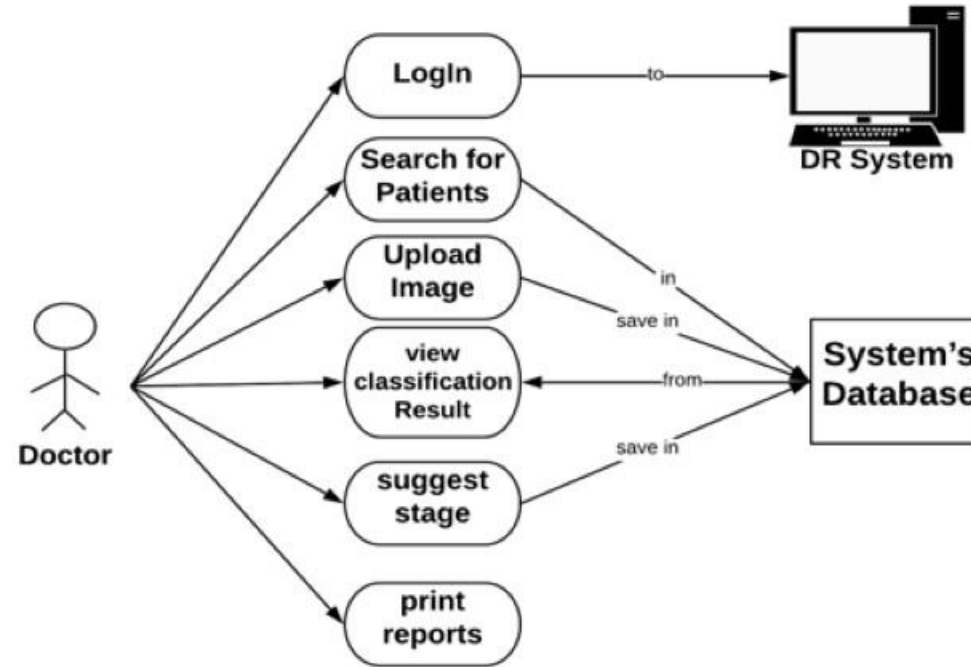 LogIn
to
DR System
Search for
Patients
in
Upload
Image
save in
view
classification
Result
from
System's
Database
Doctor
suggest
stage
save in
print
reports